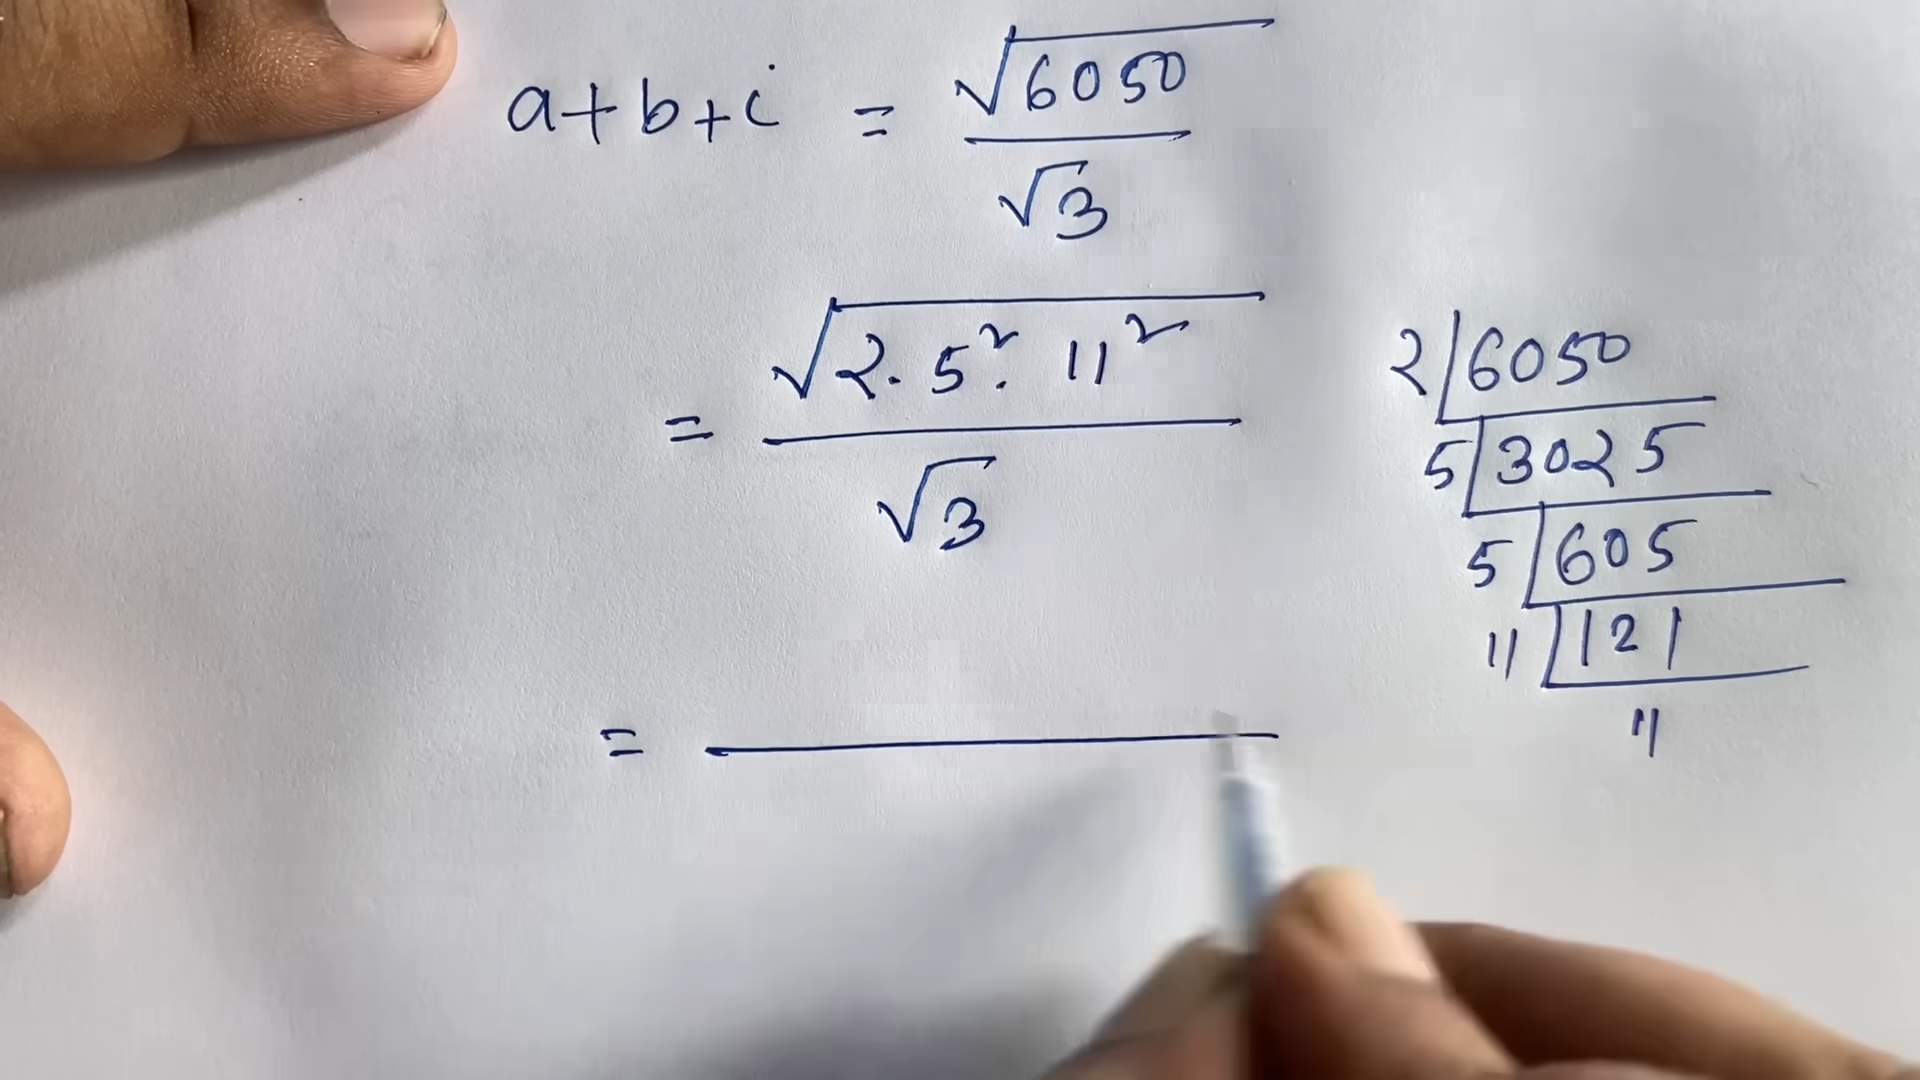 a+b+c = √6050 / √3
= √2. 5². 11² / √3
=
2 | 6050
5 | 3025
5 | 605
11 | 121
11